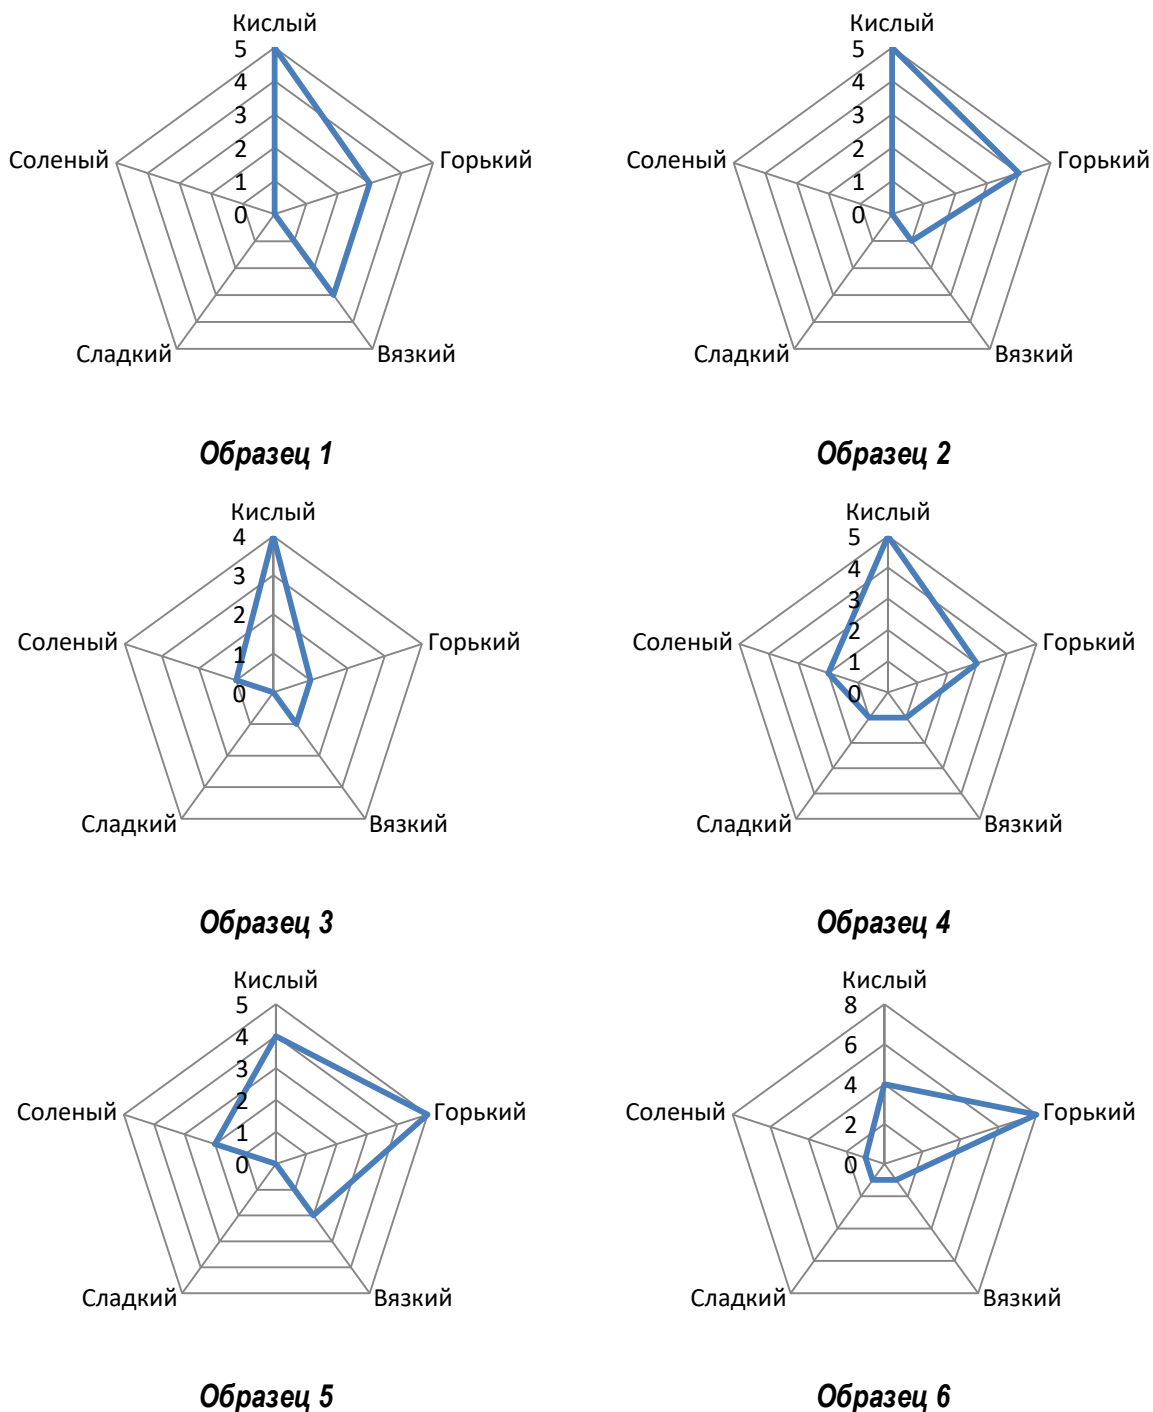 Кислый
5
4
3
2
1
0
Соленый
Горький
Сладкий
Вязкий
Образец 1
Кислый
5
4
3
2
1
0
Соленый
Горький
Сладкий
Вязкий
Образец 2
Кислый
4
3
2
1
0
Соленый
Горький
Сладкий
Вязкий
Образец 3
Кислый
5
4
3
2
1
0
Соленый
Горький
Сладкий
Вязкий
Образец 4
Кислый
5
4
3
2
1
0
Соленый
Горький
Сладкий
Вязкий
Образец 5
Кислый
8
6
4
2
0
Соленый
Горький
Сладкий
Вязкий
Образец 6